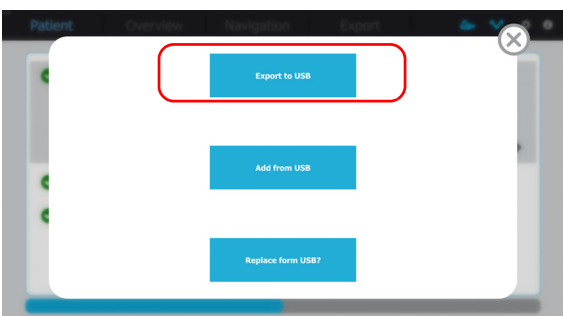 Patient Overview Navigation Export
Export to USB
Add from USB
Replace form USB?